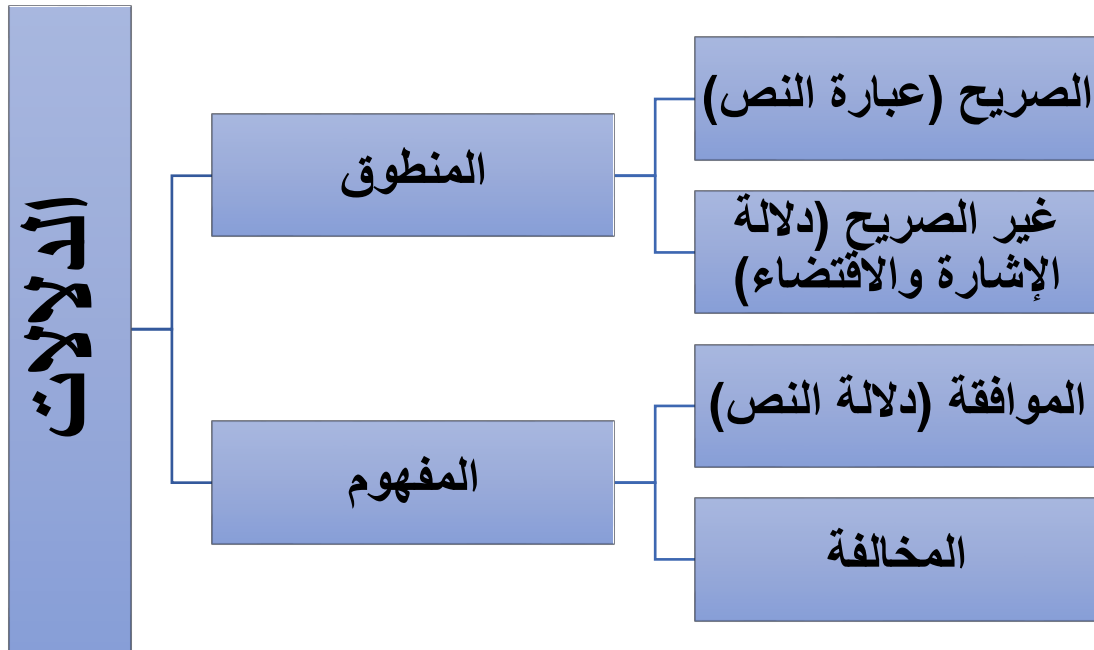 الدلالات
المنطوق
الصريح (عبارة النص)
غير الصريح (دلالة
الإشارة والاقتضاء)
المفهوم
الموافقة (دلالة النص)
المخالفة